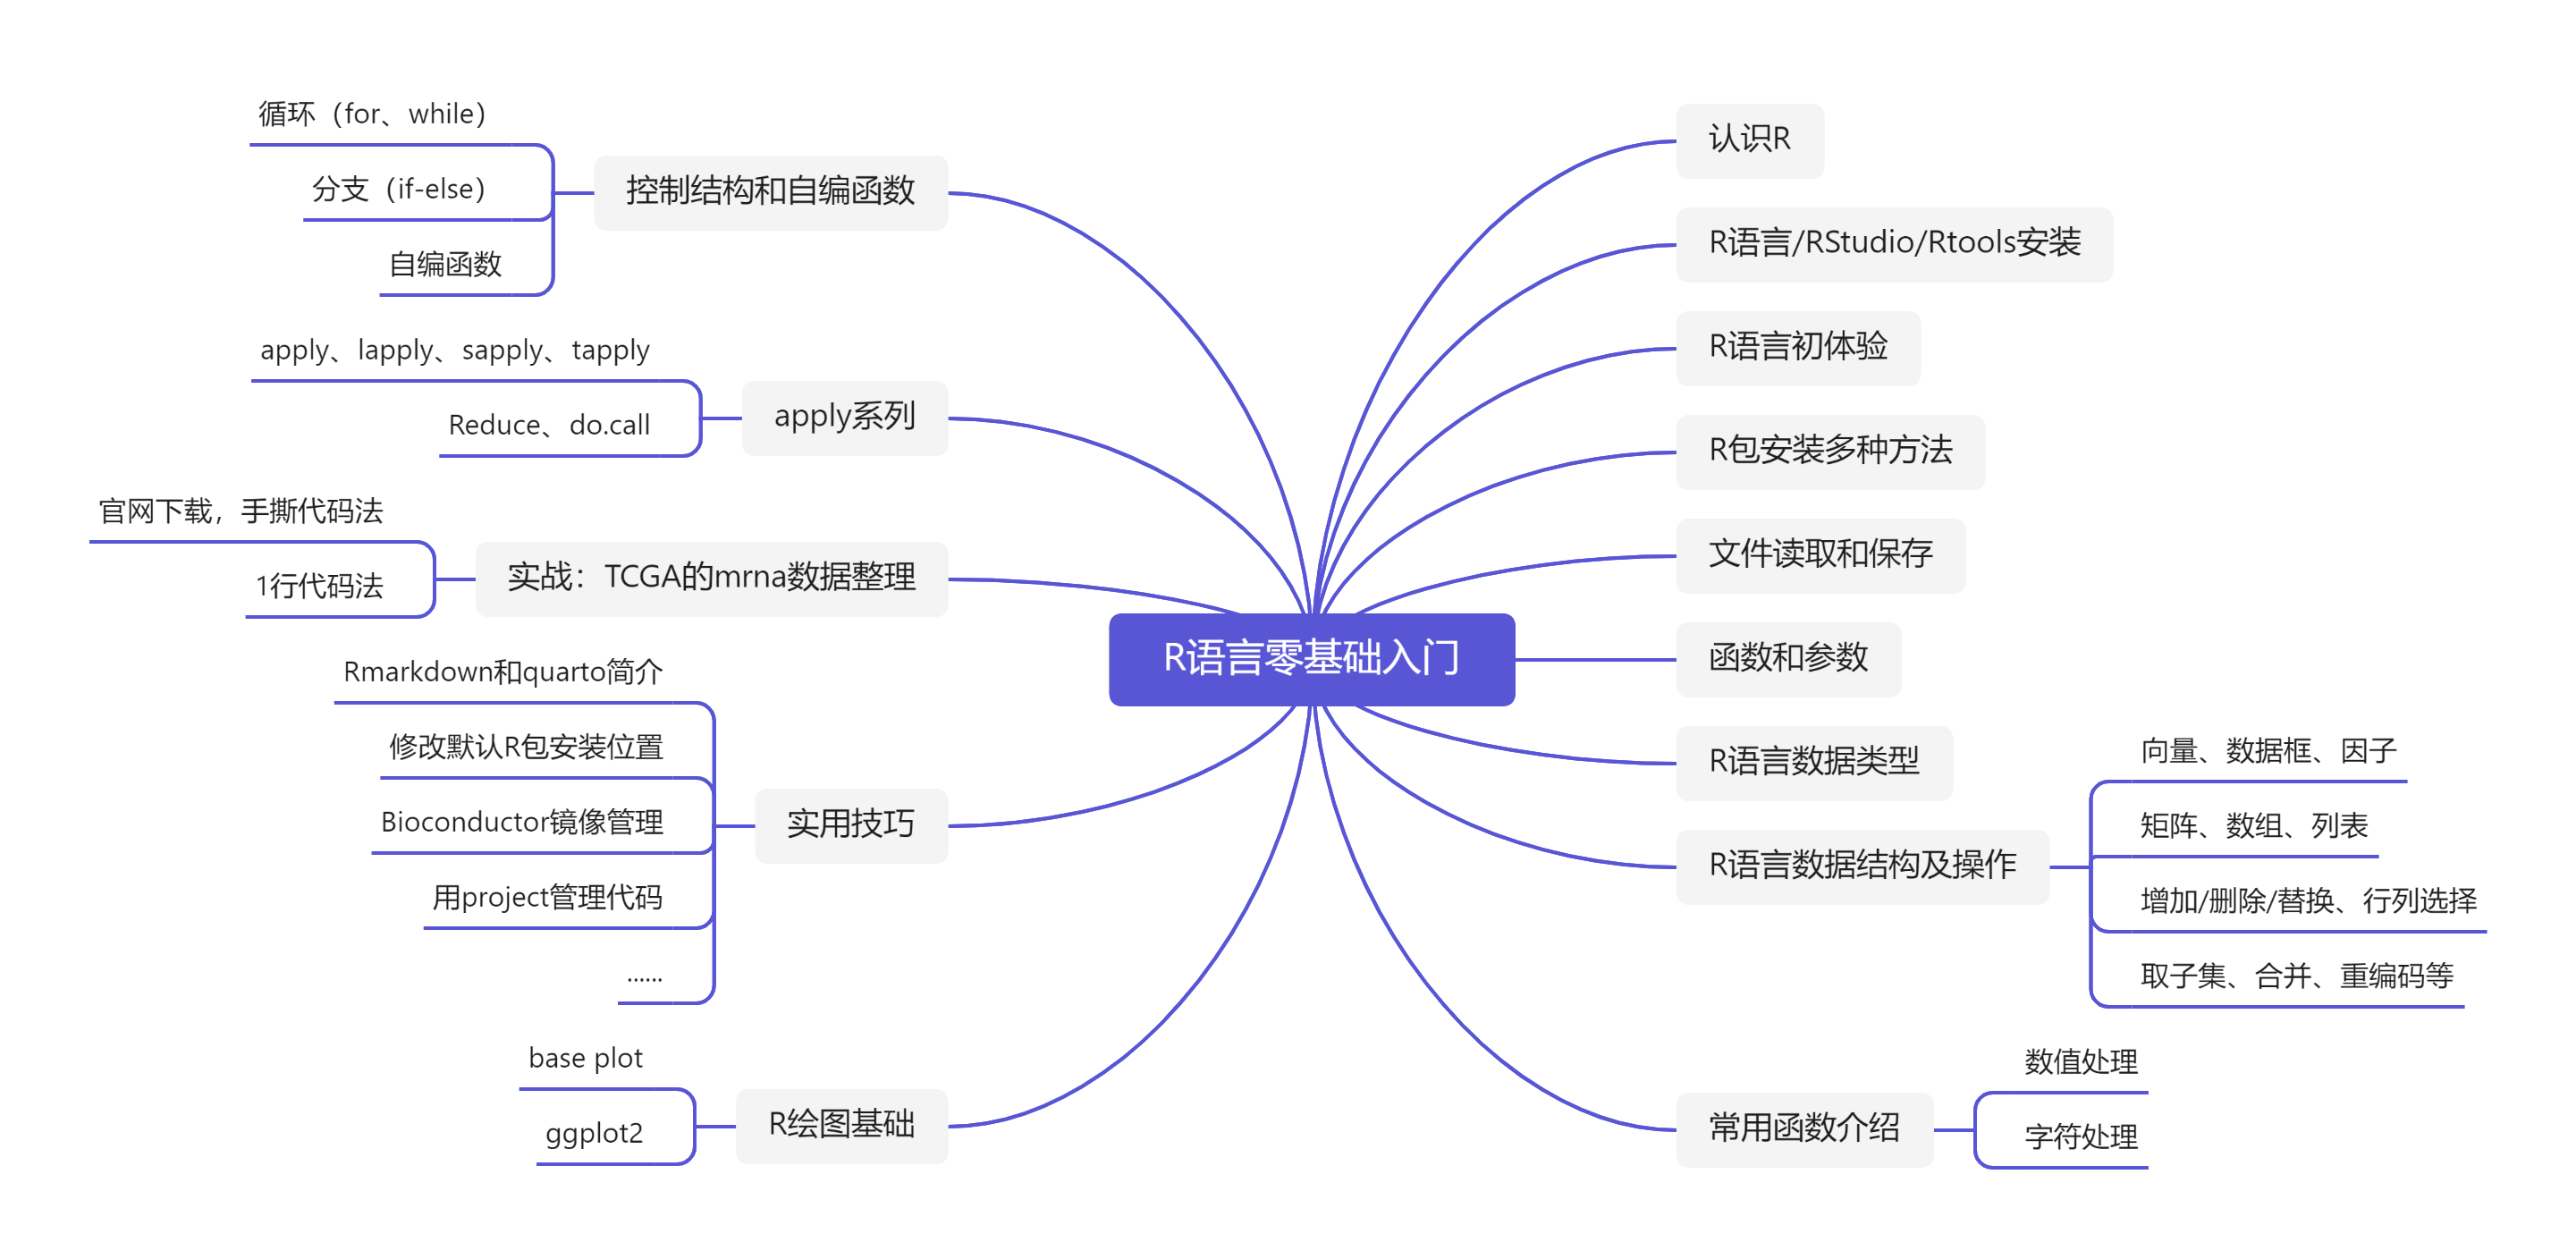 R语言零基础入门
认识R
R语言/RStudio/Rtools安装
R语言初体验
R包安装多种方法
文件读取和保存
函数和参数
R语言数据类型
R语言数据结构及操作
向量、数据框、因子
矩阵、数组、列表
增加/删除/替换、行列选择
取子集、合并、重编码等
常用函数介绍
数值处理
字符处理
控制结构和自编函数
循环（for、while）
分支（if-else）
自编函数
apply系列
apply、lapply、sapply、tapply
Reduce、do.call
实战：TCGA的mrna数据整理
官网下载，手撕代码法
1行代码法
实用技巧
Rmarkdown和quarto简介
修改默认R包安装位置
Bioconductor镜像管理
用project管理代码
......
R绘图基础
base plot
ggplot2